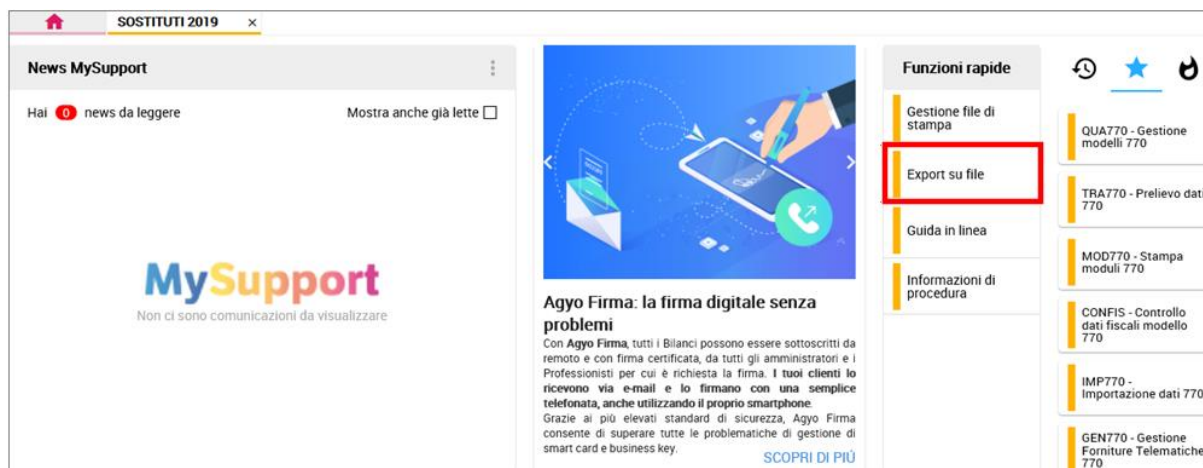 SOSTITUTI 2019 ×
News MySupport
Hai 0 news da leggere
Mostra anche già lette
MySupport
Non ci sono comunicazioni da visualizzare
Agyo Firma: la firma digitale senza
problemi
Con Agyo Firma, tutti i Bilanci possono essere sottoscritti da
remoto e con firma certificata, da tutti gli amministratori e i
Professionisti per cui è richiesta la firma. I tuoi clienti lo
ricevono via e-mail e lo firmano con una semplice
telefonata, anche utilizzando il proprio smartphone.
Grazie ai più elevati standard di sicurezza, Agyo Firma
consente di superare tutte le problematiche di gestione di
smart card e business key.
SCOPRI DI PIÚ
Funzioni rapide
Gestione file di
stampa
Export su file
Guida in linea
Informazioni di
procedura
QUA770 - Gestione
modelli 770
TRA770 - Prelievo dati
770
MOD770 - Stampa
moduli 770
CONFIS - Controllo
dati fiscali modello
770
IMP770 -
Importazione dati 770
GEN770 - Gestione
Forniture Telematiche
770